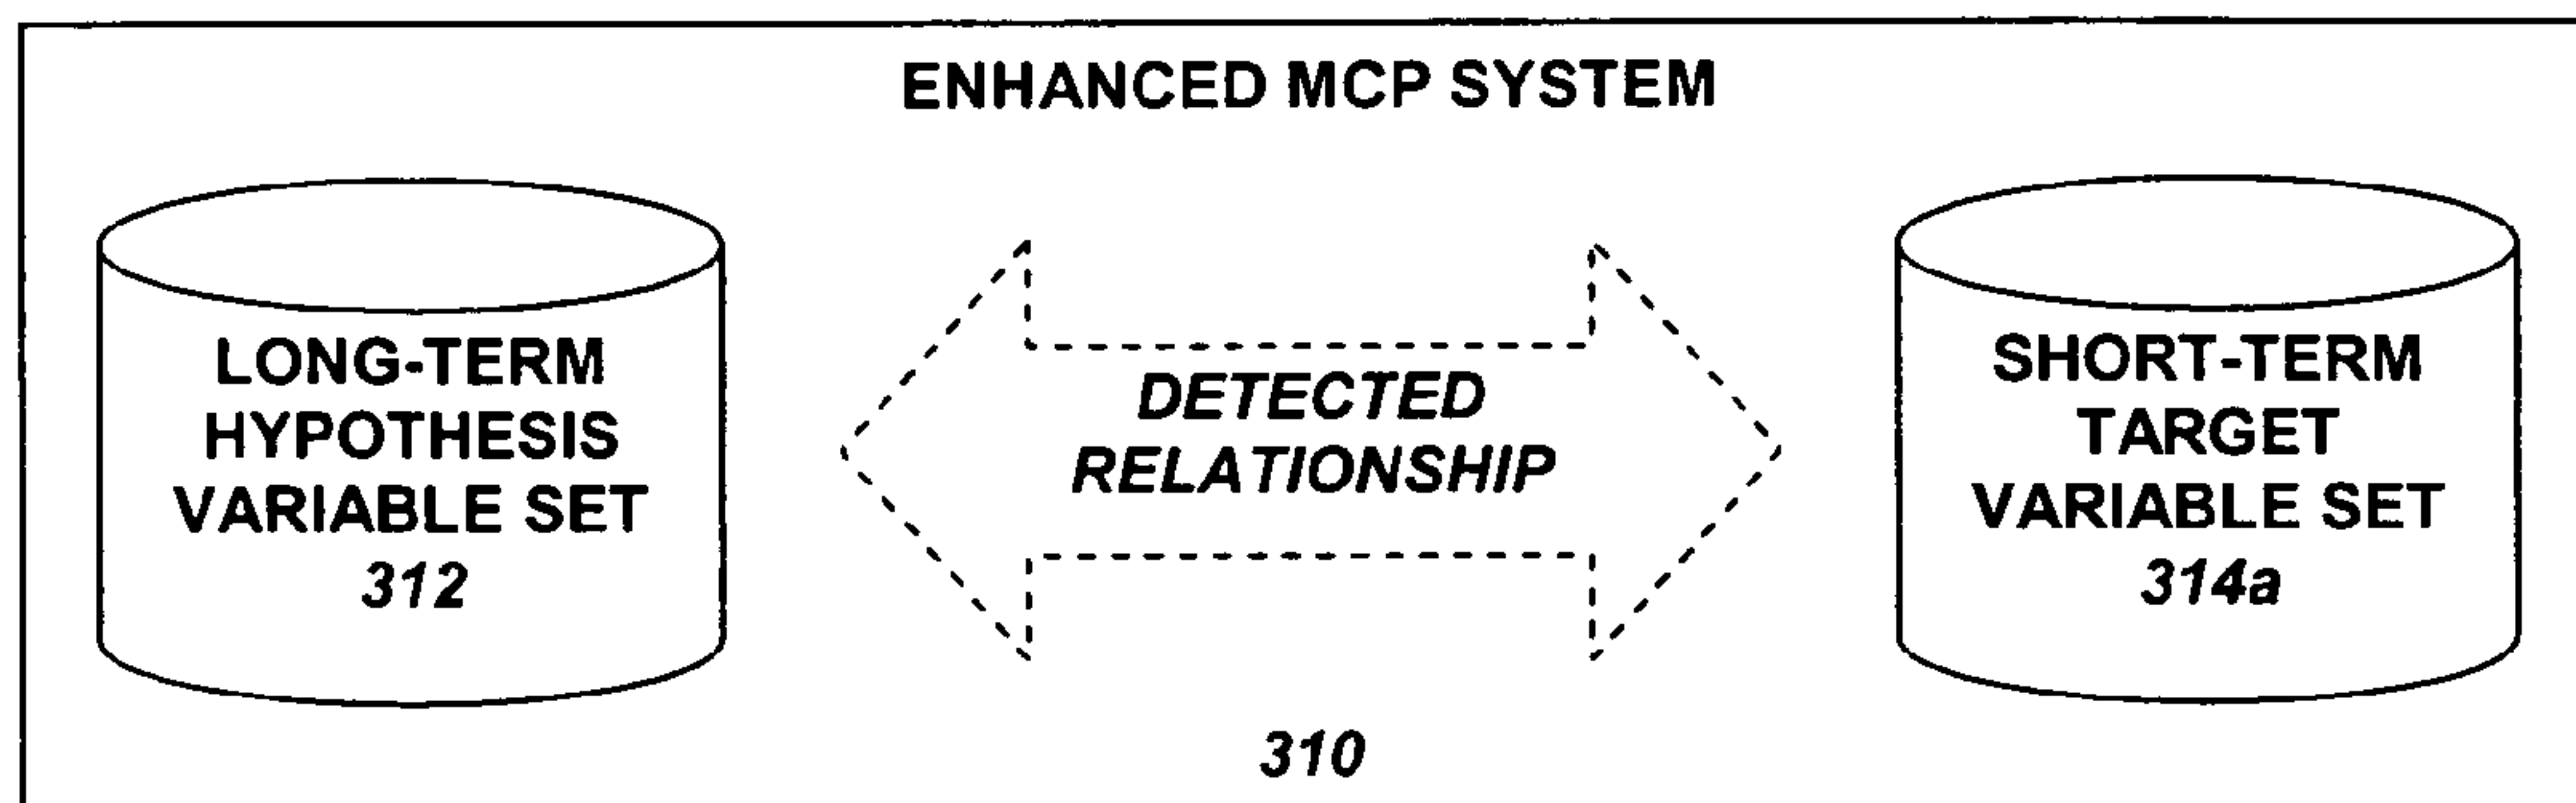 ENHANCED MCP SYSTEM
LONG-TERM
HYPOTHESIS
VARIABLE SET
312
DETECTED
RELATIONSHIP
SHORT-TERM
TARGET
VARIABLE SET
314a
310